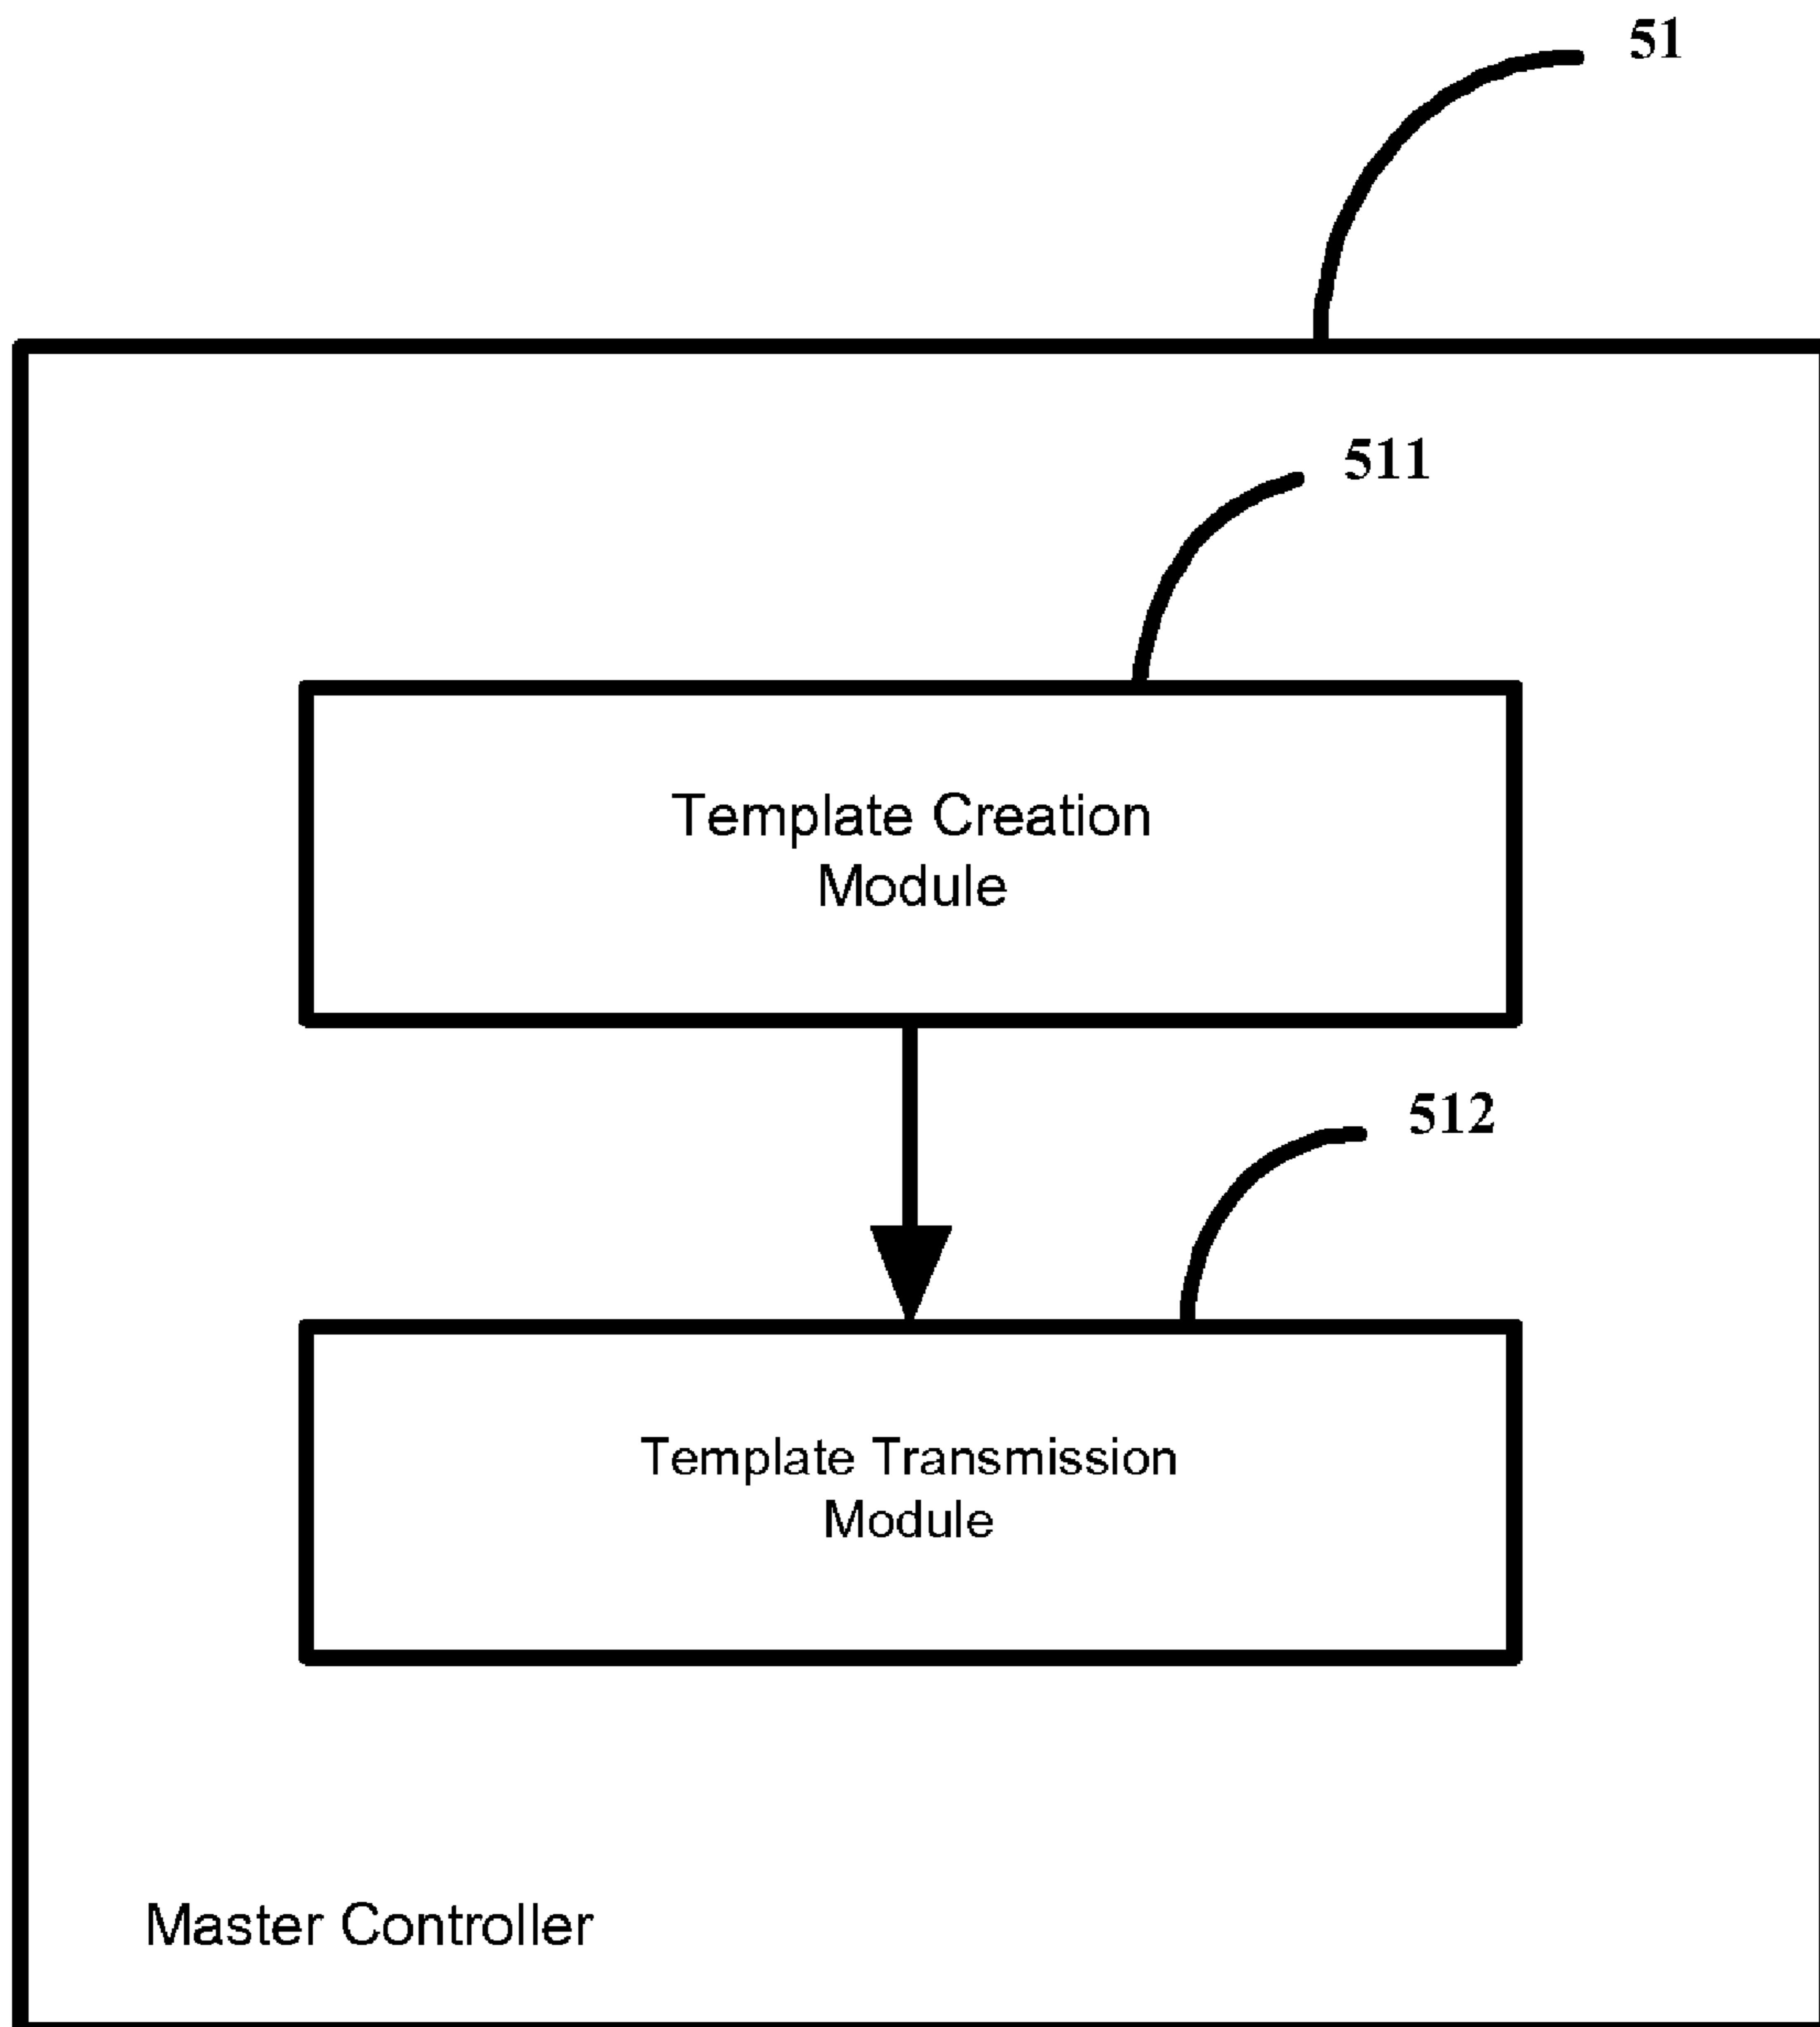 51
511
Template Creation
Module
512
Template Transmission
Module
Master Controller